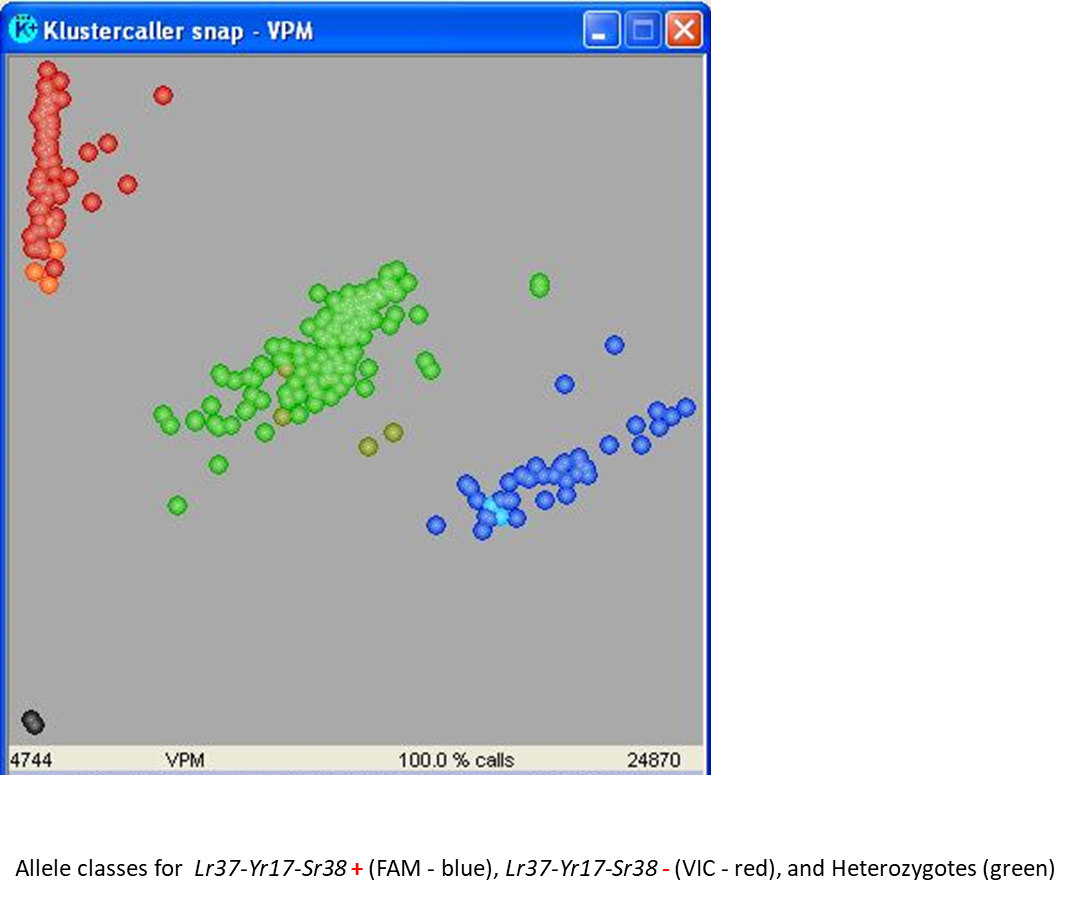 K+ Klustercaller snap - VPM
4744 VPM 100.0 % calls 24870
Allele classes for Lr37-Yr17-Sr38 + (FAM - blue), Lr37-Yr17-Sr38 - (VIC - red), and Heterozygotes (green)